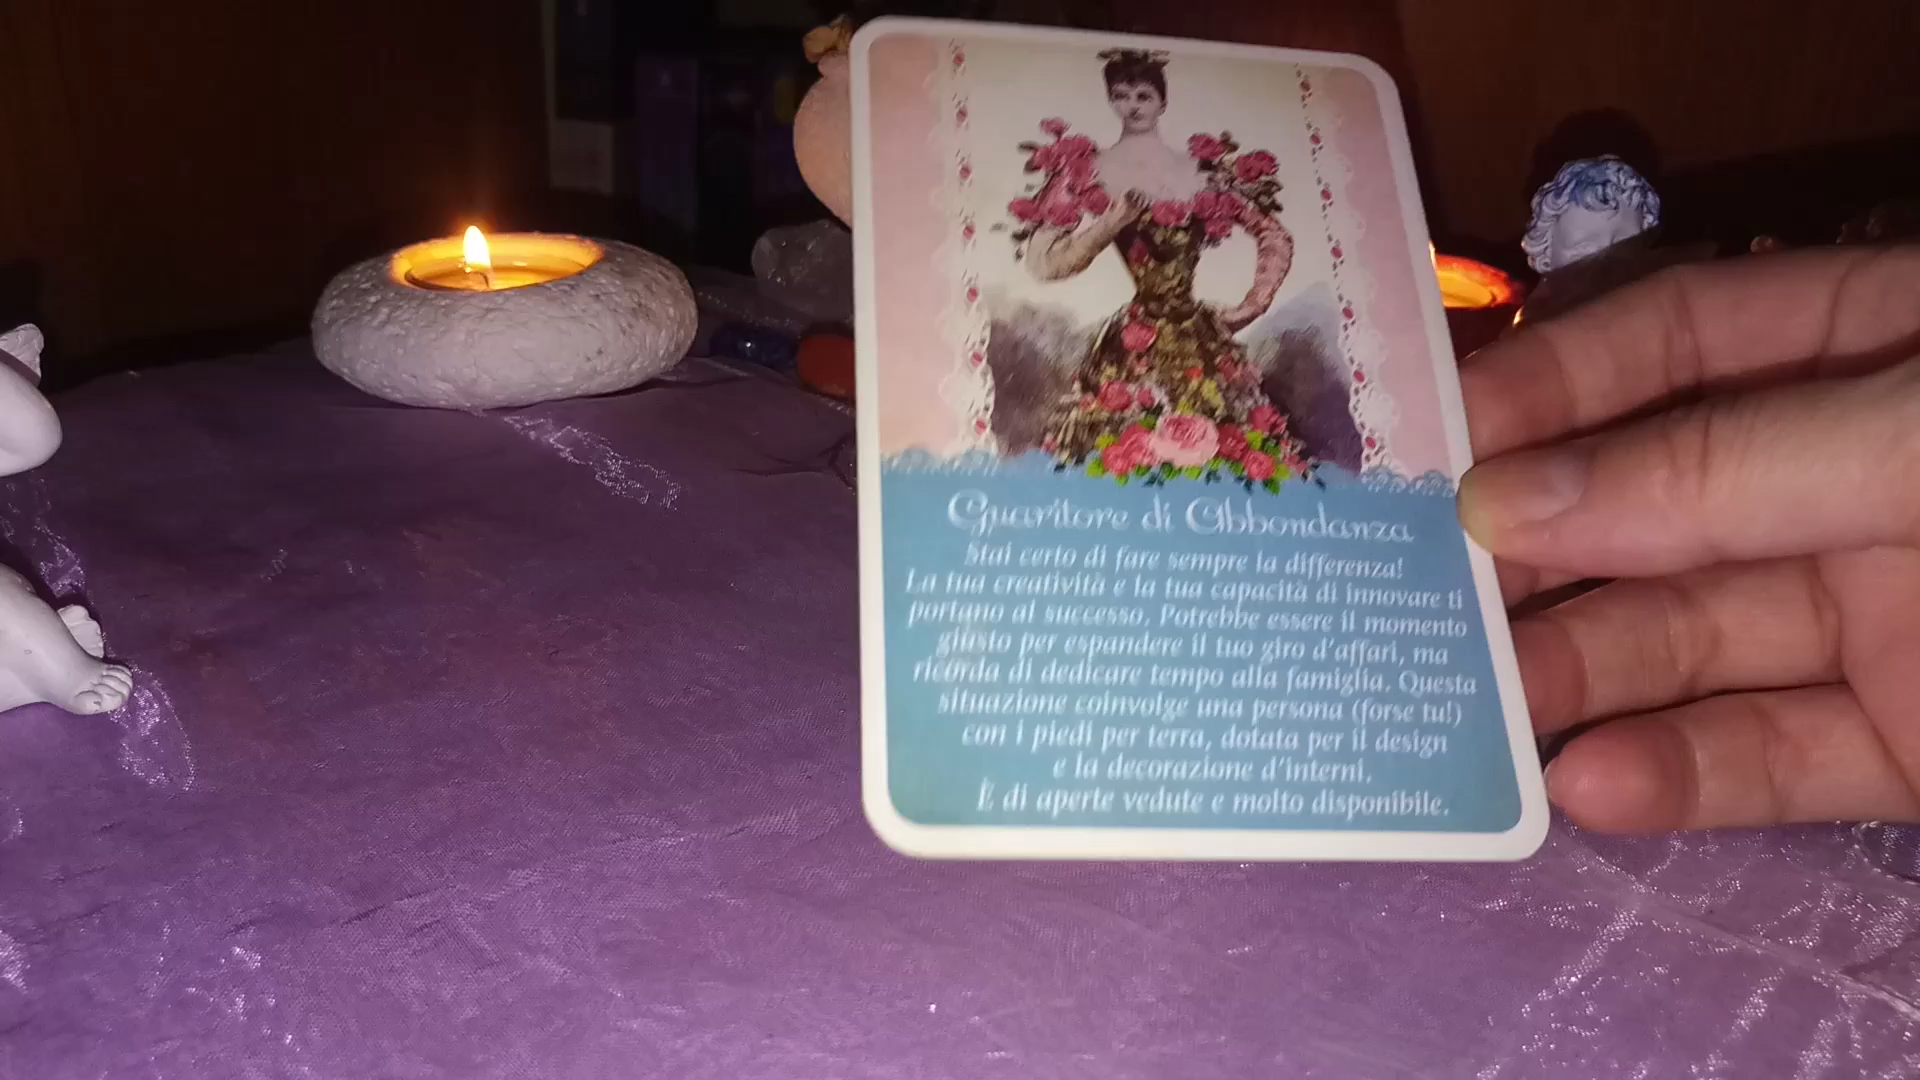 Guaritore di Abbondanza
Stai certo di fare sempre la differenza!
La tua creatività e la tua capacità di innovare ti
portano al successo. Potrebbe essere il momento
giusto per espandere il tuo giro d'affari, ma
ricorda di dedicare tempo alla famiglia. Questa
situazione coinvolge una persona (forse tu!)
con i piedi per terra, dotata per il design
e la decorazione d'interni.
È di aperte vedute e molto disponibile.